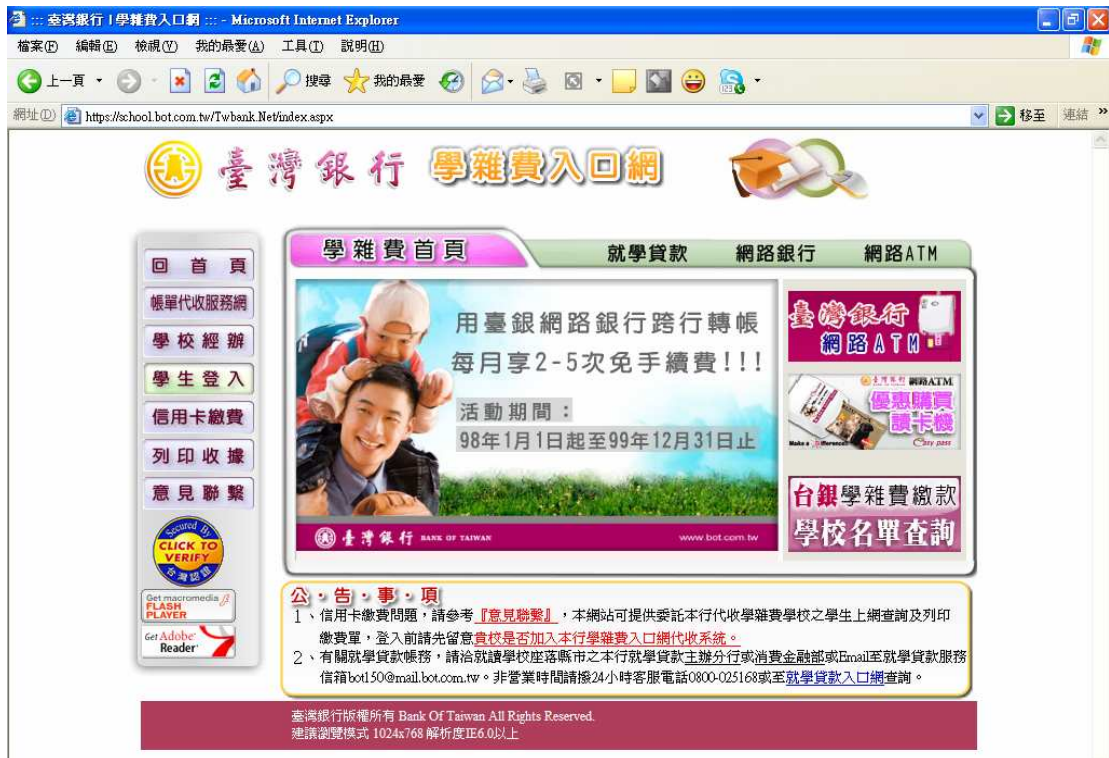 ::: 臺灣銀行 | 學雜費入口網 ::: - Microsoft Internet Explorer
檔案(F) 編輯(E) 檢視(V) 我的最愛(A) 工具(T) 說明(H)
上一頁 搜尋 我的最愛
網址(D) https://school.bot.com.tw/Twbank.Net/index.aspx 移至 連結 »
臺灣銀行 學雜費入口網
學雜費首頁 就學貸款 網路銀行 網路ATM
回首頁
帳單代收服務網
學校經辦
學生登入
信用卡繳費
列印收據
意見聯繫
Secured By
CLICK TO
VERIFY
台灣認證
Get macromedia
FLASH
PLAYER
Get Adobe
Reader
用臺銀網路銀行跨行轉帳
每月享2-5次免手續費!!!
活動期間：
98年1月1日起至99年12月31日止
臺灣銀行 BANK OF TAIWAN www.bot.com.tw
臺灣銀行
網路ATM
臺灣銀行 網路ATM
優惠購買
讀卡機
Make a Difference
Easy pass
台銀學雜費繳款
學校名單查詢
公・告・事・項
1、信用卡繳費問題，請參考『意見聯繫』，本網站可提供委託本行代收學雜費學校之學生上網查詢及列印
繳費單，登入前請先留意貴校是否加入本行學雜費入口網代收系統。
2、有關就學貸款帳務，請洽就讀學校座落縣市之本行就學貸款主辦分行或消費金融部或Email至就學貸款服務
信箱bot150@mail.bot.com.tw。非營業時間請撥24小時客服電話0800-025168或至就學貸款入口網查詢。
臺灣銀行版權所有 Bank Of Taiwan All Rights Reserved.
建議瀏覽模式 1024x768 解析度IE6.0以上